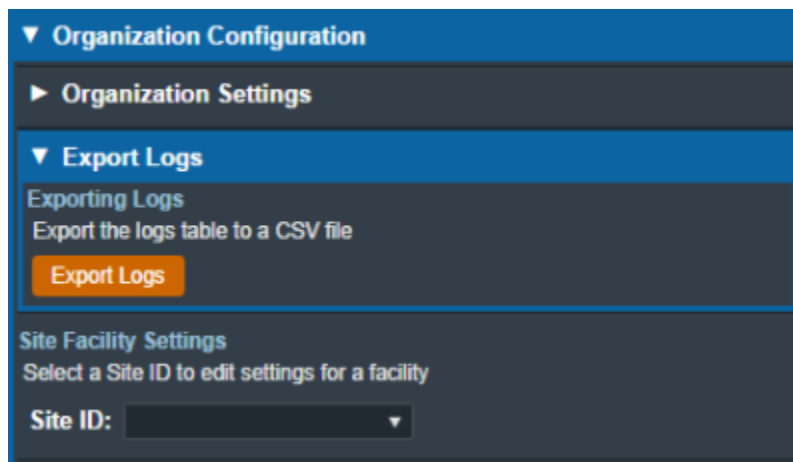 ▼ Organization Configuration
► Organization Settings
▼ Export Logs
Exporting Logs
Export the logs table to a CSV file
Export Logs
Site Facility Settings
Select a Site ID to edit settings for a facility
Site ID: